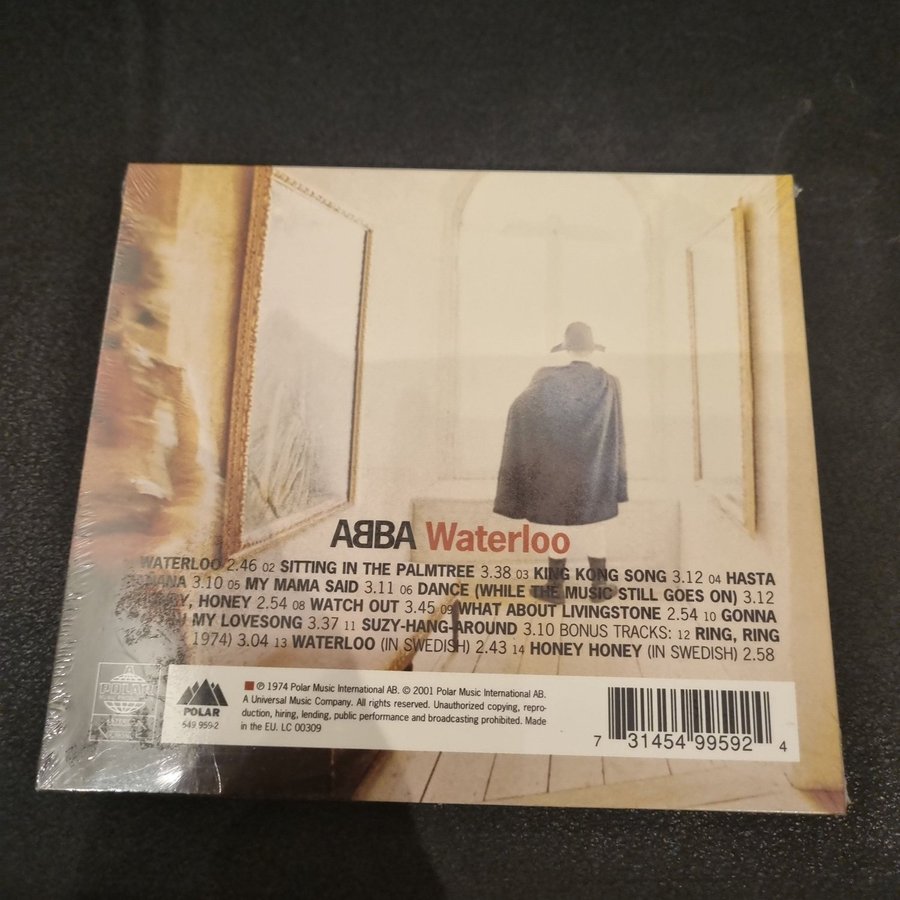 ABBA Waterloo
WATERLOO 2.46 02 SITTING IN THE PALMTREE 3.38 03 KING KONG SONG 3.12 04 HASTA
MAÑANA 3.10 05 MY MAMA SAID 3.11 06 DANCE (WHILE THE MUSIC STILL GOES ON) 3.12
HONEY 2.54 08 WATCH OUT 3.45 09 WHAT ABOUT LIVINGSTONE 2.54 10 GONNA
MY LOVESONG 3.37 11 SUZY-HANG-AROUND 3.10 BONUS TRACKS: 12 RING, RING
1974) 3.04 13 WATERLOO (IN SWEDISH) 2.43 14 HONEY HONEY (IN SWEDISH) 2.58
POLAR
POLAR
549 959-2
℗ 1974 Polar Music International AB. © 2001 Polar Music International AB.
A Universal Music Company. All rights reserved. Unauthorized copying, repro-
duction, hiring, lending, public performance and broadcasting prohibited. Made
in the EU. LC 00309
7 31454 99592 4